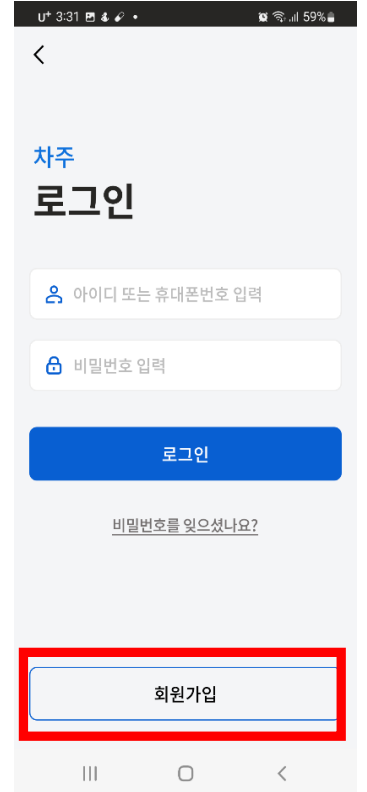 U+ 3:31 59%
차주
로그인
아이디 또는 휴대폰번호 입력
비밀번호 입력
로그인
비밀번호를 잊으셨나요?
회원가입